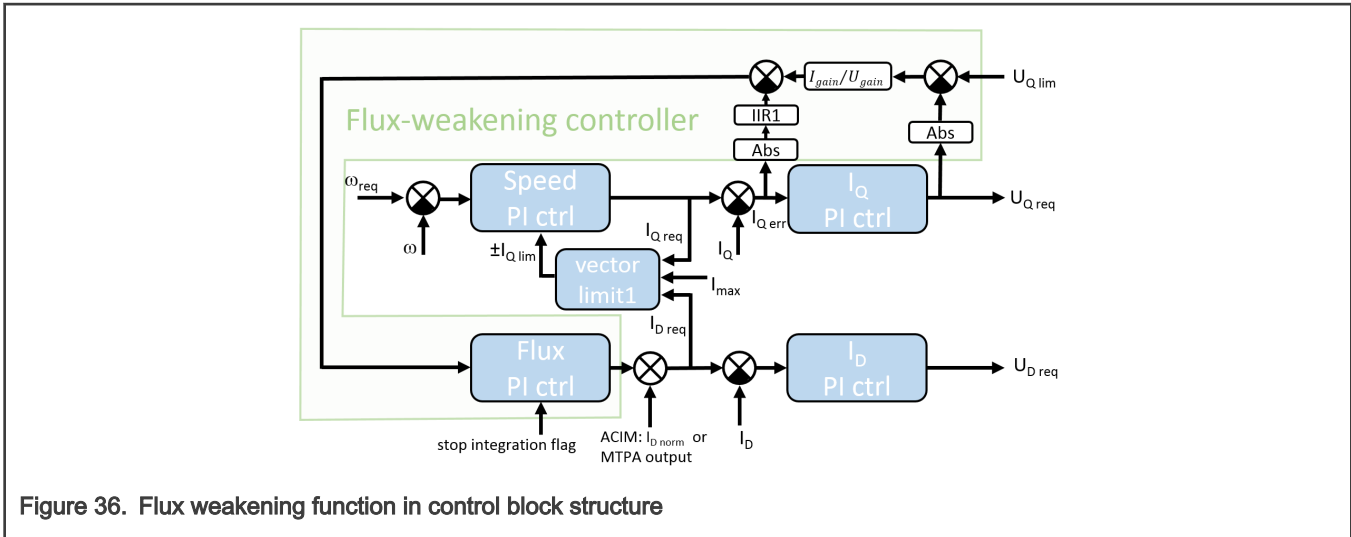 I_gain/U_gain
U_Q lim
IIR1
Flux-weakening controller
Abs
Abs
ω_req
Speed
PI ctrl
I_Q
PI ctrl
U_Q req
I_Q req
I_Q err
ω
±I_Q lim
I_Q
vector
limit1
I_max
I_D req
Flux
PI ctrl
I_D
PI ctrl
U_D req
stop integration flag
ACIM: I_D norm or
MTPA output
I_D
Figure 36. Flux weakening function in control block structure